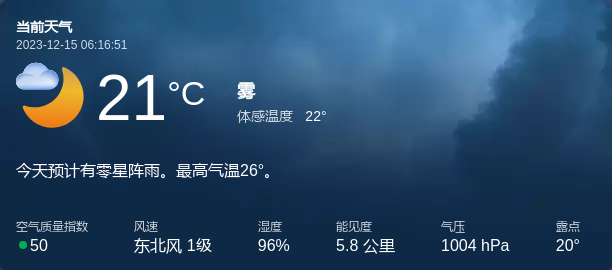 当前天气
2023-12-15 06:16:51
21°C
雾
体感温度 22°
今天预计有零星阵雨。最高气温26°。
空气质量指数 风速 湿度 能见度 气压 露点
50 东北风 1级 96% 5.8 公里 1004 hPa 20°